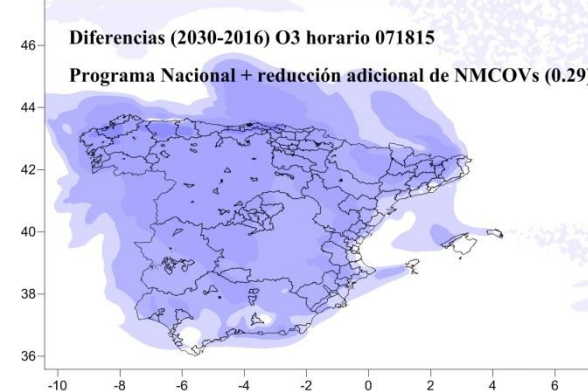 Diferencias (2030-2016) O3 horario 071815
Programa Nacional + reducción adicional de NMCOVs (0.29)
46
44
42
40
38
36
-10 -8 -6 -4 -2 0 2 4 6